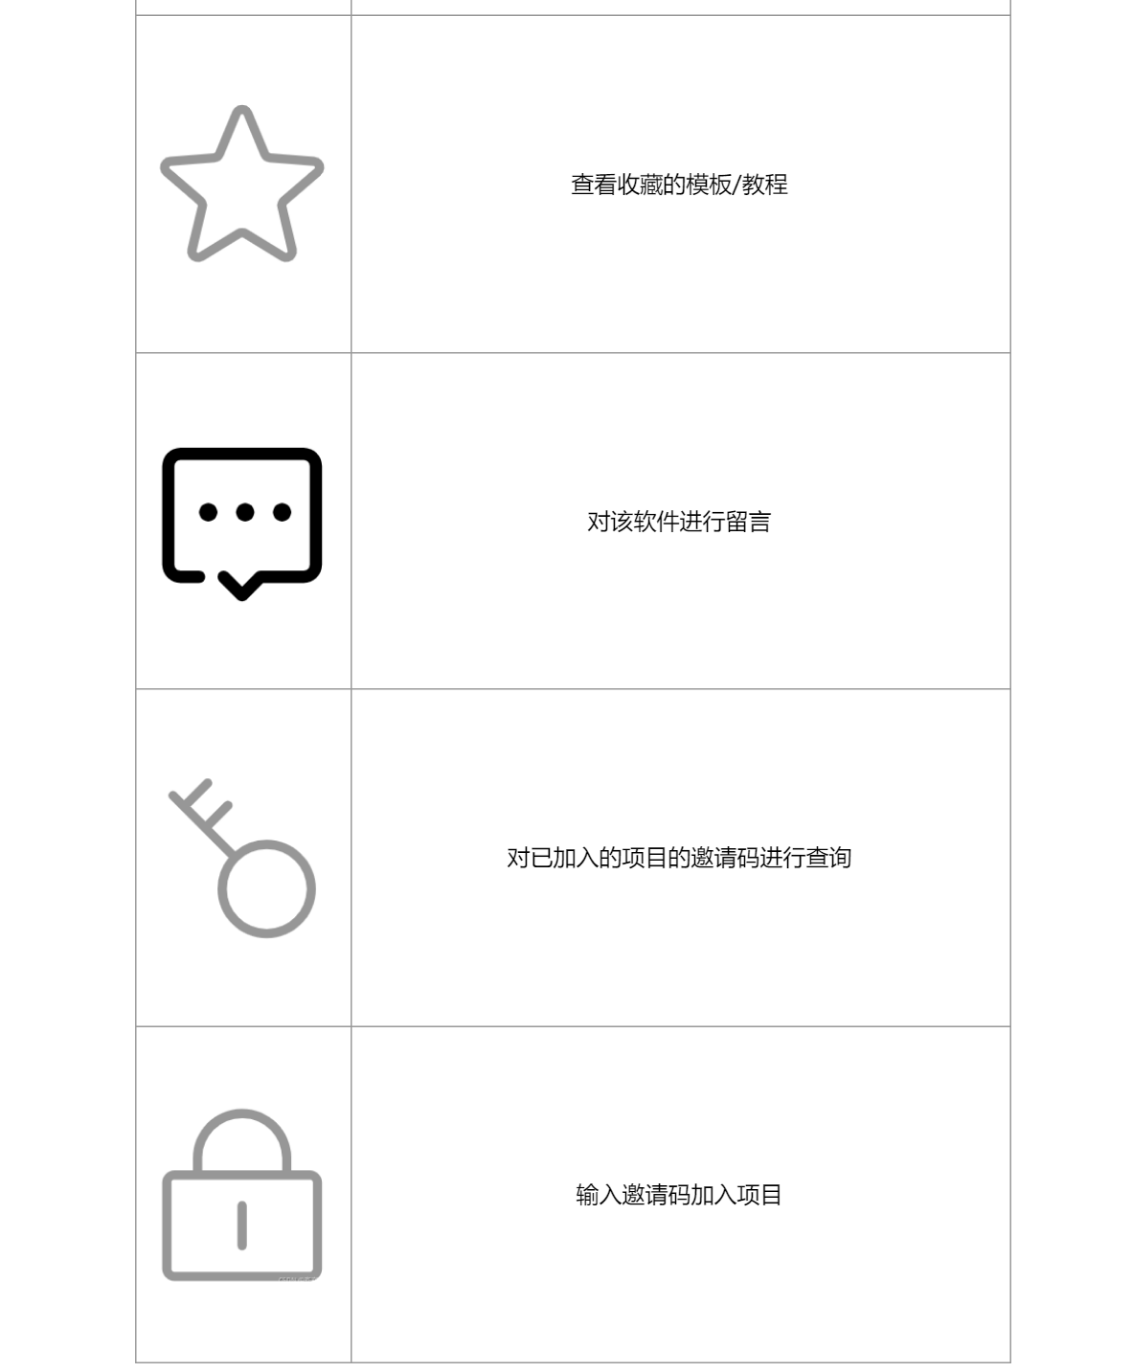 查看收藏的模板/教程
对该软件进行留言
对已加入的项目的邀请码进行查询
输入邀请码加入项目